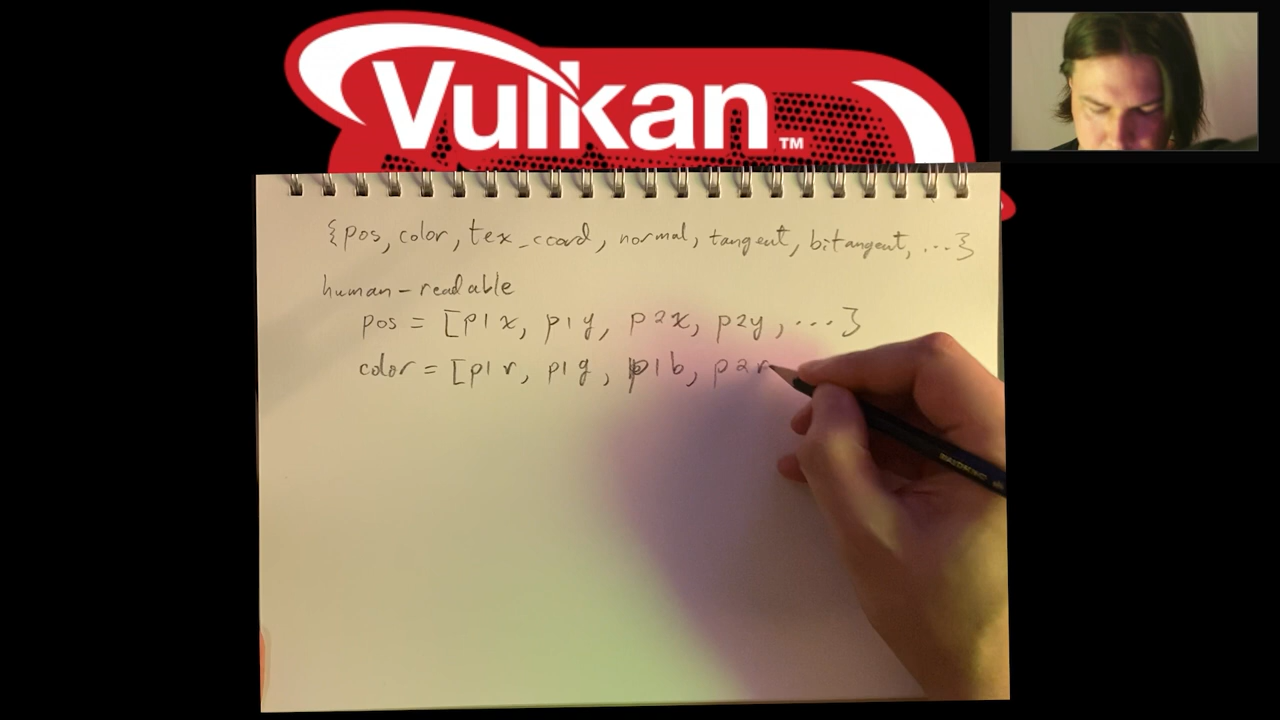 Vulkan™
{pos, color, tex_coord, normal, tangent, bitangent, ...}
human-readable
pos = [p1x, p1y, p2x, p2y, ...}
color = [p1r, p1g, p1b, p2r